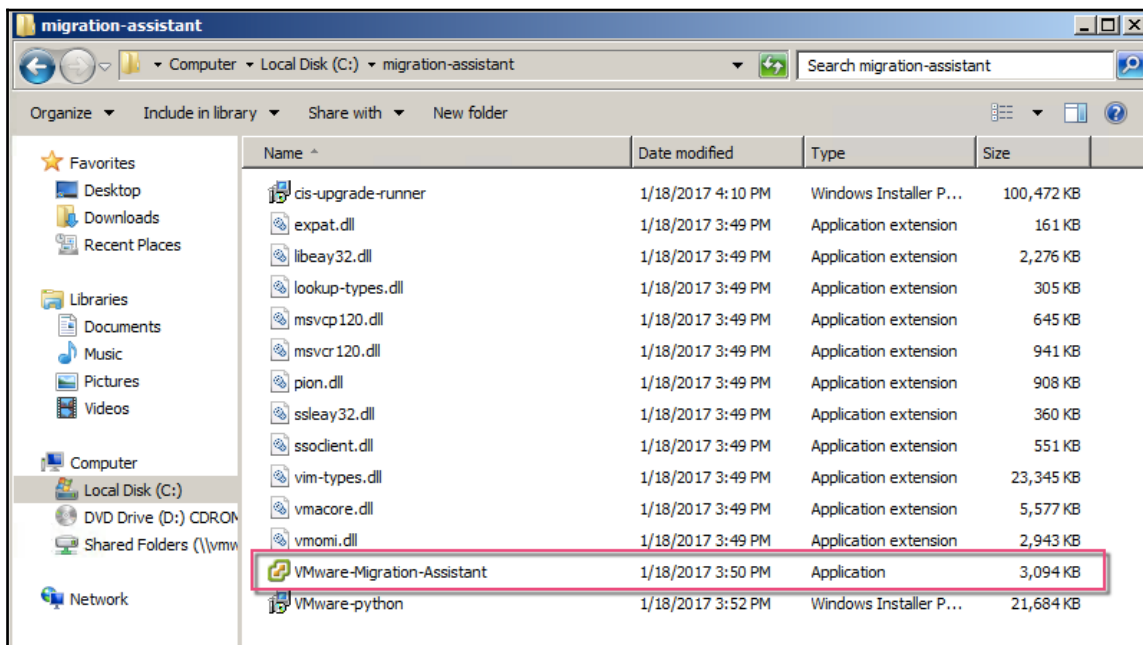 migration-assistant
Computer Local Disk (C:) migration-assistant Search migration-assistant
Organize Include in library Share with New folder
Favorites
Desktop
Downloads
Recent Places
Libraries
Documents
Music
Pictures
Videos
Computer
Local Disk (C:)
DVD Drive (D:) CDROM
Shared Folders (\\vmw
Network
Name Date modified Type Size
cis-upgrade-runner 1/18/2017 4:10 PM Windows Installer P... 100,472 KB
expat.dll 1/18/2017 3:49 PM Application extension 161 KB
libeay32.dll 1/18/2017 3:49 PM Application extension 2,276 KB
lookup-types.dll 1/18/2017 3:49 PM Application extension 305 KB
msvcp120.dll 1/18/2017 3:49 PM Application extension 645 KB
msvcr120.dll 1/18/2017 3:49 PM Application extension 941 KB
pion.dll 1/18/2017 3:49 PM Application extension 908 KB
ssleay32.dll 1/18/2017 3:49 PM Application extension 360 KB
ssoclient.dll 1/18/2017 3:49 PM Application extension 551 KB
vim-types.dll 1/18/2017 3:49 PM Application extension 23,345 KB
vmacore.dll 1/18/2017 3:49 PM Application extension 5,577 KB
vmomi.dll 1/18/2017 3:49 PM Application extension 2,943 KB
VMware-Migration-Assistant 1/18/2017 3:50 PM Application 3,094 KB
VMware-python 1/18/2017 3:52 PM Windows Installer P... 21,684 KB